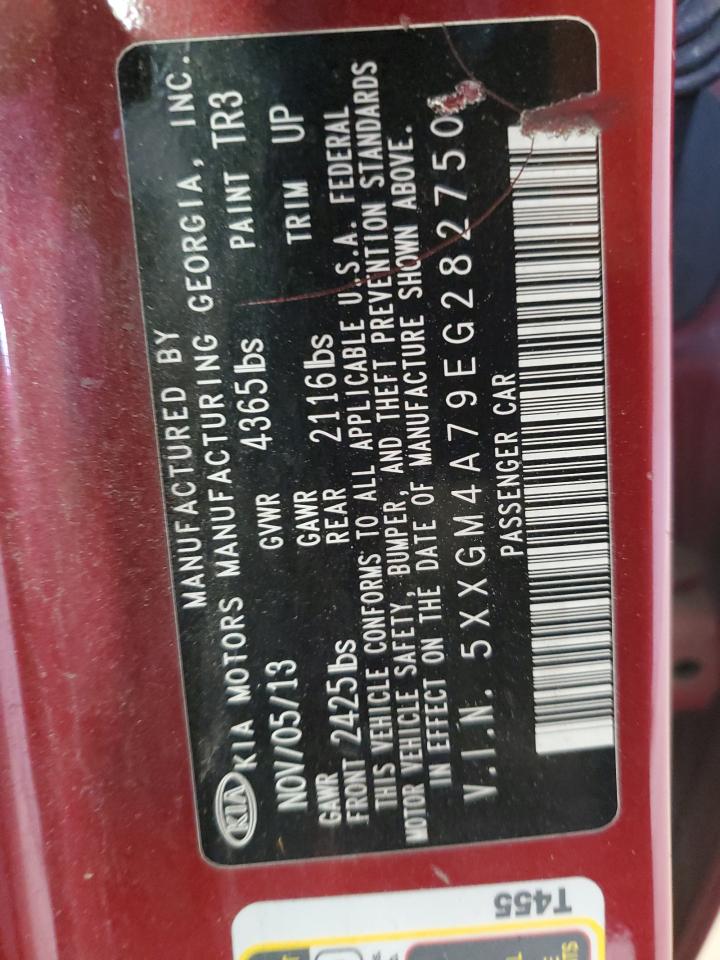 MANUFACTURED BY
KIA KIA MOTORS MANUFACTURING GEORGIA, INC.
NOV/05/13 GVWR 4365lbs PAINT TR3
GAWR FRONT 2425lbs GAWR REAR 2116lbs TRIM UP
THIS VEHICLE CONFORMS TO ALL APPLICABLE U.S.A. FEDERAL
MOTOR VEHICLE SAFETY, BUMPER, AND THEFT PREVENTION STANDARDS
IN EFFECT ON THE DATE OF MANUFACTURE SHOWN ABOVE.
V.I.N. 5XXGM4A79EG282750
PASSENGER CAR
T455